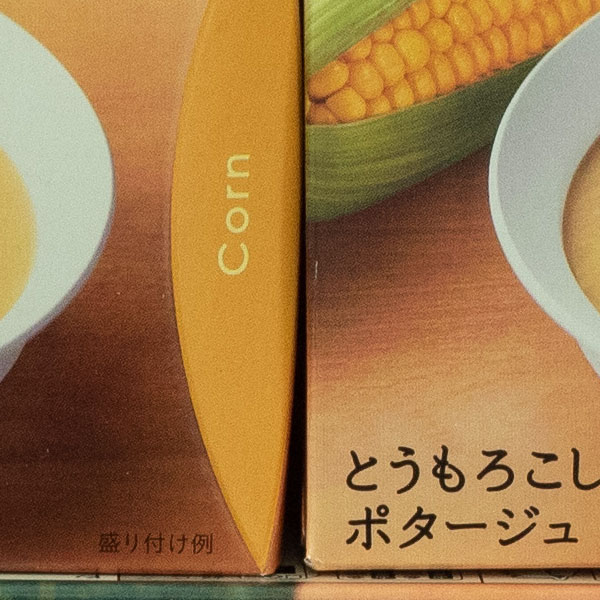 Corn
盛り付け例
とうもろこし
ポタージュ